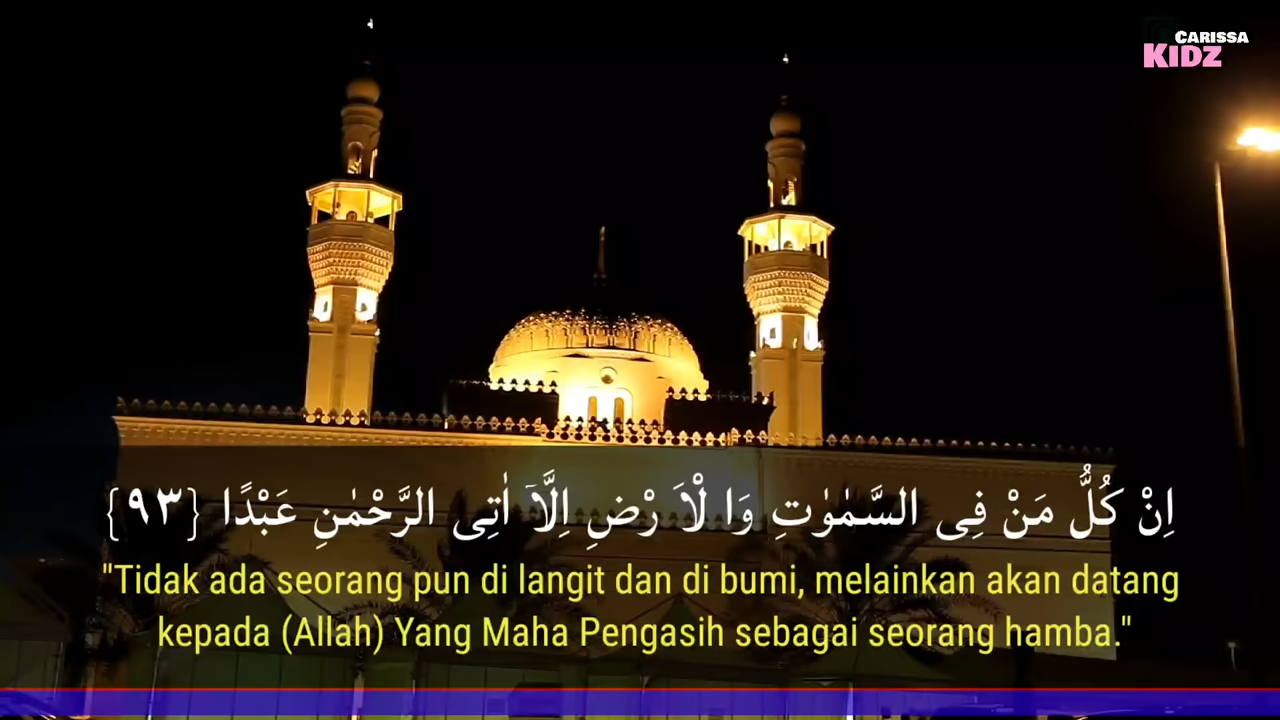 CARISSA
KIDZ
اِنْ كُلُّ مَنْ فِى السَّمٰوٰتِ وَا لْاَ رْضِ اِلَّاۤ اٰتِى الرَّحْمٰنِ عَبْدًا ﴿٩٣﴾
"Tidak ada seorang pun di langit dan di bumi, melainkan akan datang
kepada (Allah) Yang Maha Pengasih sebagai seorang hamba."